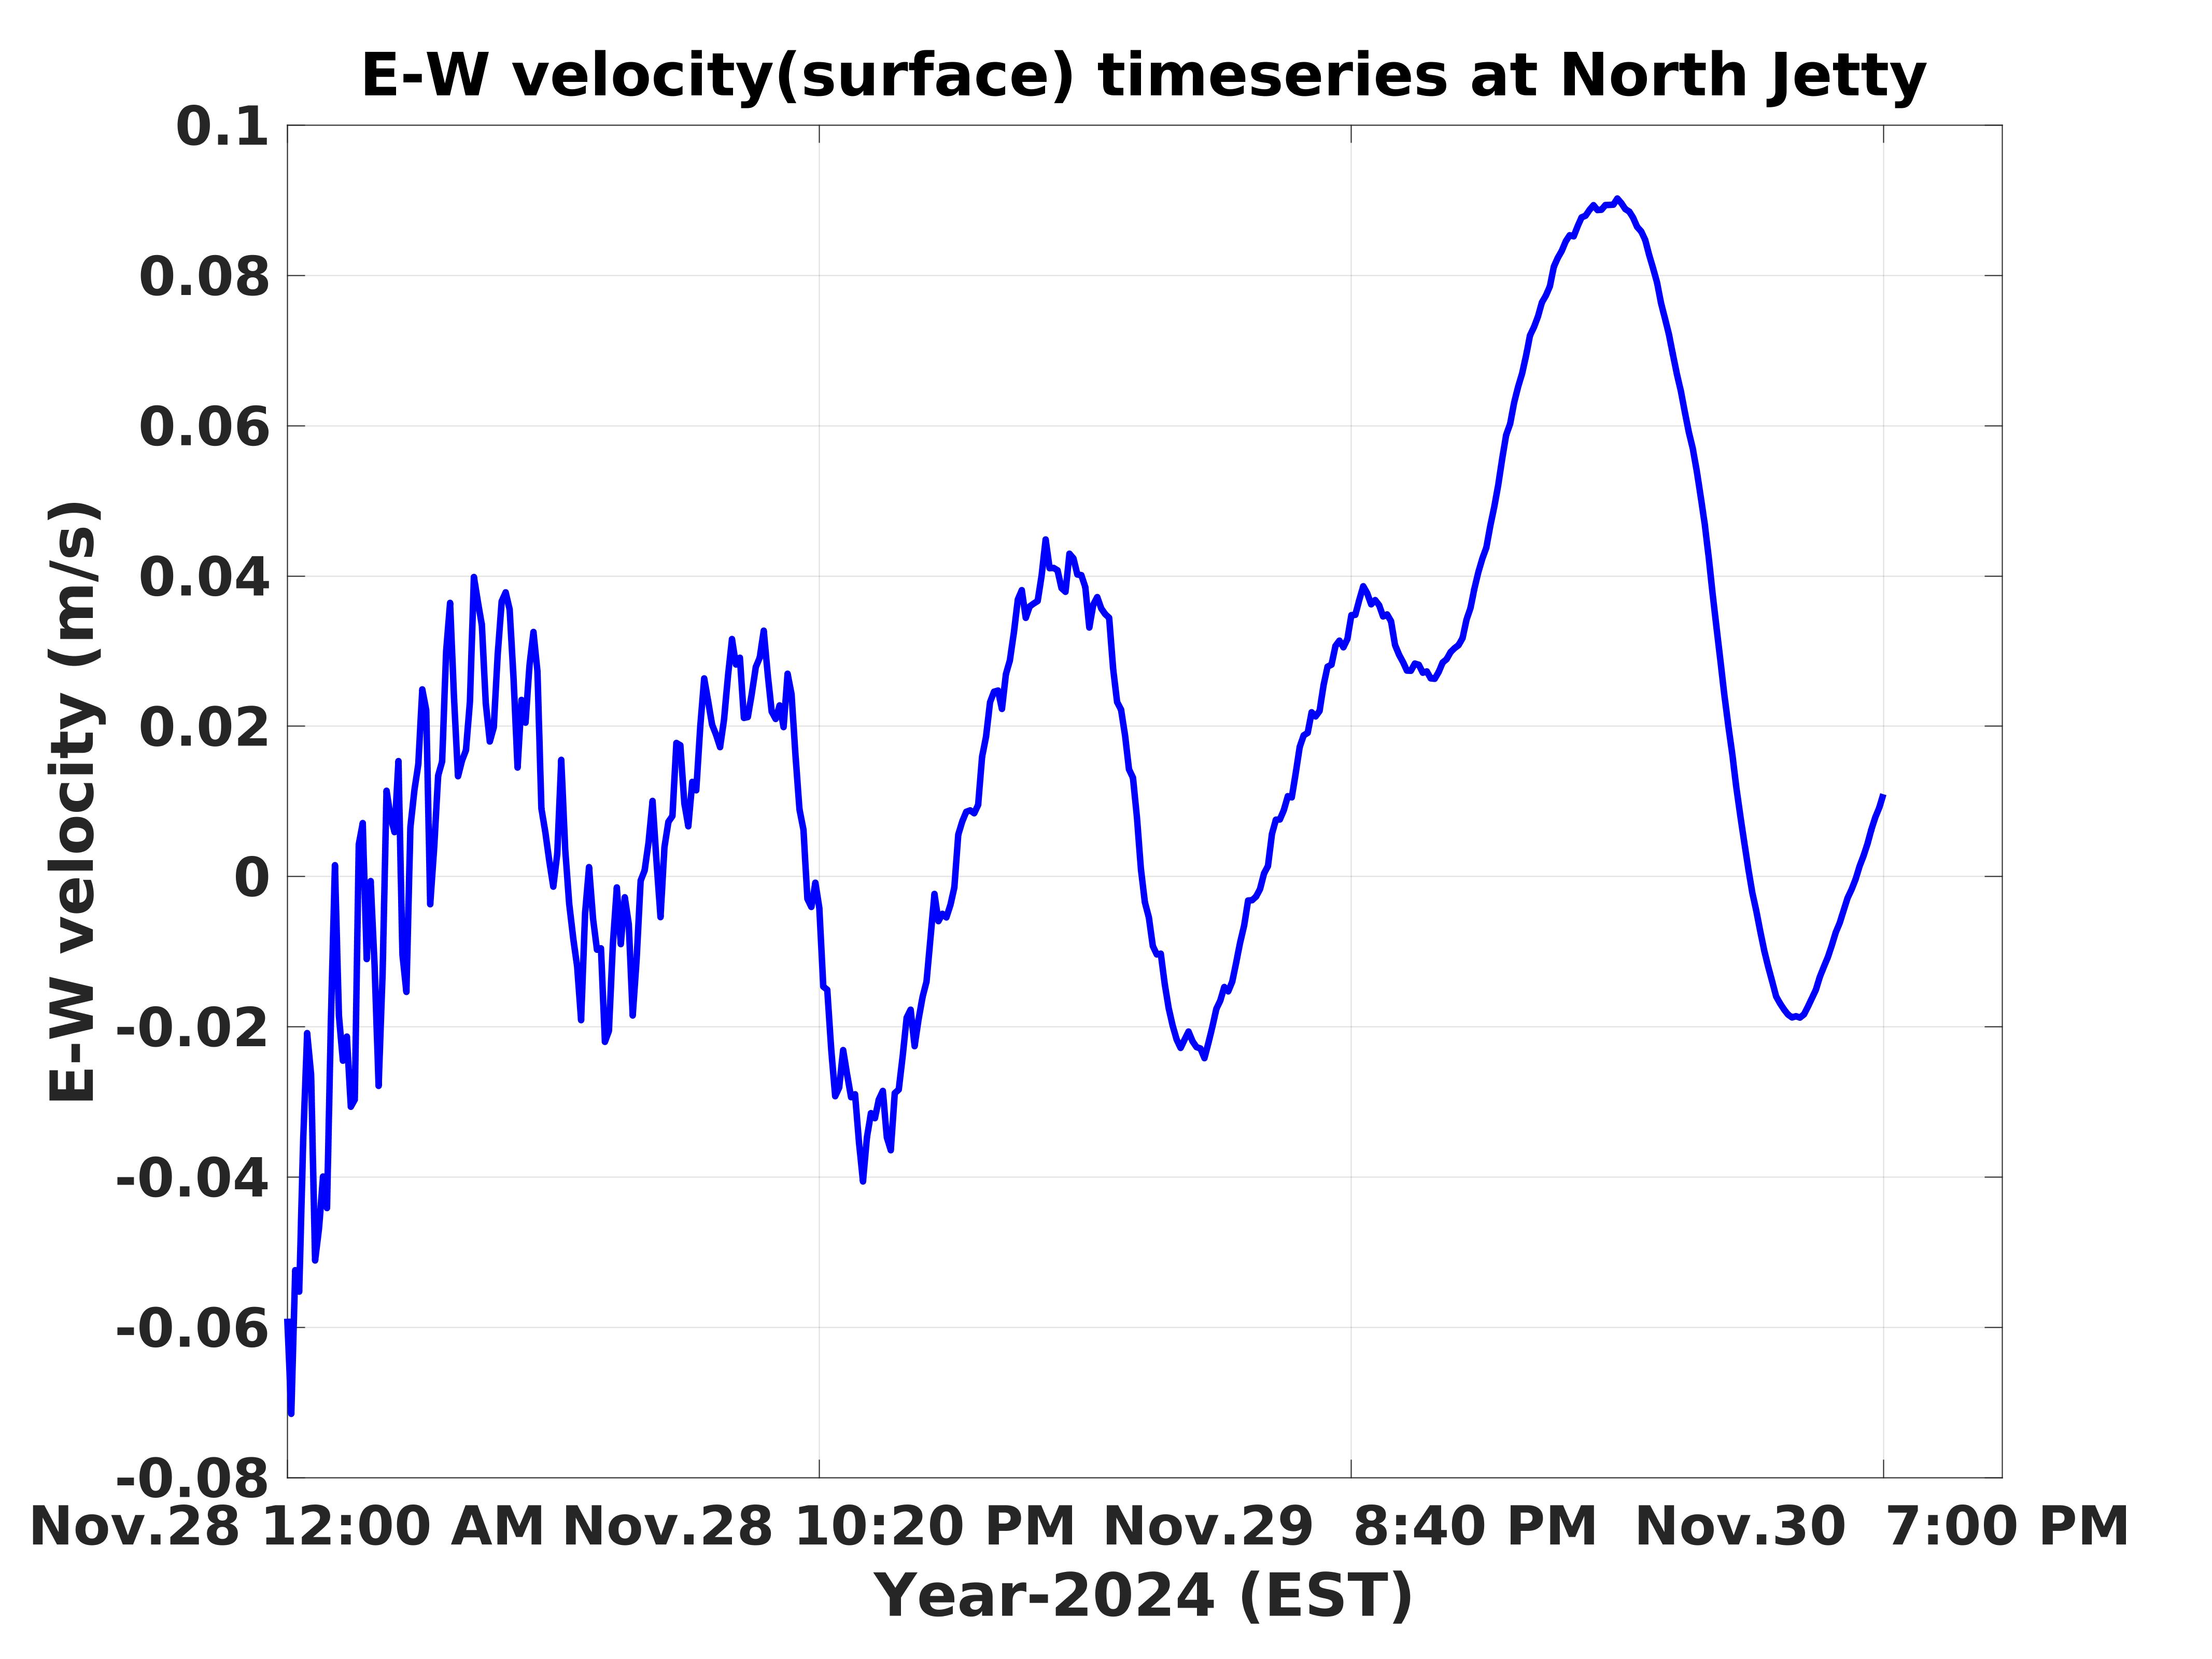 E-W velocity(surface) timeseries at North Jetty
0.1
0.08
0.06
0.04
0.02
0
-0.02
-0.04
-0.06
-0.08
E-W velocity (m/s)
Nov.28 12:00 AM Nov.28 10:20 PM Nov.29 8:40 PM Nov.30 7:00 PM
Year-2024 (EST)